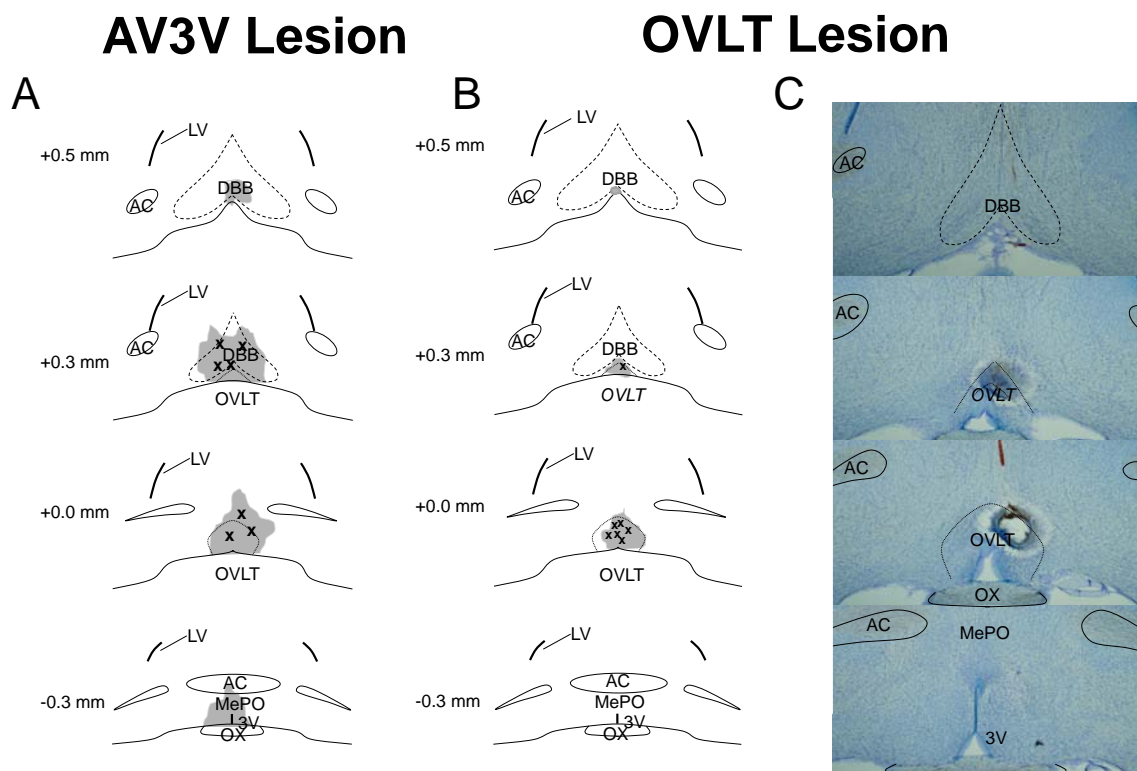 AV3V Lesion
OVLT Lesion
A
B
C
LV
+0.5 mm
DBB
AC
LV
+0.3 mm
AC
DBB
x x
x x
OVLT
LV
+0.0 mm
x
x
x
OVLT
LV
-0.3 mm
AC
MePO
3V
OX
LV
+0.5 mm
DBB
AC
LV
+0.3 mm
AC
DBB
x
OVLT
LV
+0.0 mm
x x
x x x
x
OVLT
LV
-0.3 mm
AC
MePO
3V
OX
AC
DBB
AC
OVLT
AC
OVLT
OX
AC
MePO
3V